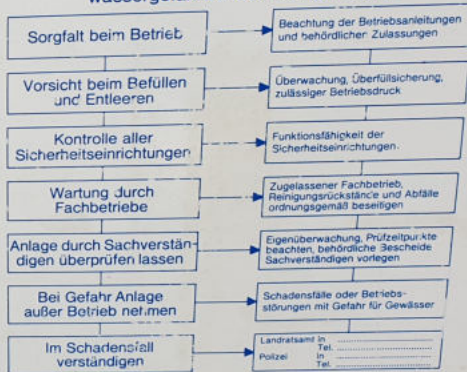 Sorgfalt beim Betrieb
Beachtung der Betriebsanleitungen
und behördlicher Zulassungen
Vorsicht beim Befüllen
und Entleeren
Überwachung, Überfüllsicherung,
zulässiger Betriebsdruck
Kontrolle aller
Sicherheitseinrichtungen
Funktionsfähigkeit der
Sicherheitseinrichtungen.
Wartung durch
Fachbetriebe
Zugelassener Fachbetrieb,
Reinigungsrückstände und Abfälle
ordnungsgemäß beseitigen
Anlage durch Sachverstän-
digen überprüfen lassen
Eigenüberwachung, Prüfzeitpunkte
beachten, behördliche Bescheide
Sachverständigen vorlegen
Bei Gefahr Anlage
außer Betrieb nehmen
Schadensfälle oder Betriebs-
störungen mit Gefahr für Gewässer
Im Schadensfall
verständigen
Landratsamt in
Tel.
Polizei in
Tel.